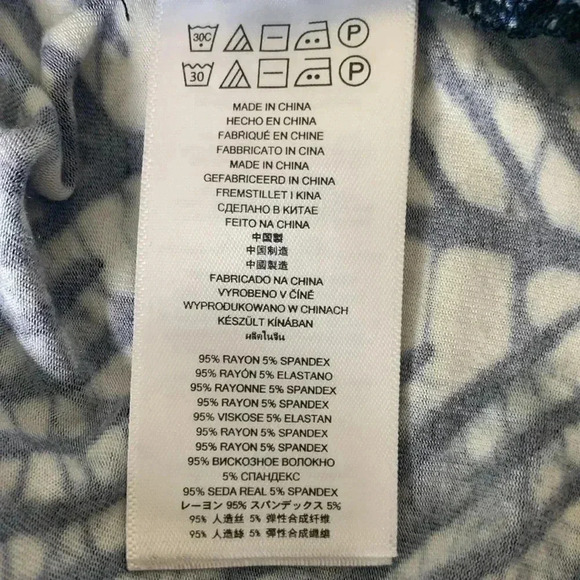 30C P
30 P
MADE IN CHINA
HECHO EN CHINA
FABRIQUÉ EN CHINE
FABBRICATO IN CINA
MADE IN CHINA
GEFABRICEERD IN CHINA
FREMSTILLET I KINA
СДЕЛАНО В КИТАЕ
FEITO NA CHINA
中国製
中国制造
中國製造
FABRICADO NA CHINA
VYROBENO V ČÍNĚ
WYPRODUKOWANO W CHINACH
KÉSZÜLT KÍNÁBAN
ผลิตในจีน
95% RAYON 5% SPANDEX
95% RAYÓN 5% ELASTANO
95% RAYONNE 5% SPANDEX
95% RAYON 5% SPANDEX
95% VISKOSE 5% ELASTAN
95% RAYON 5% SPANDEX
95% RAYON 5% SPANDEX
95% ВИСКОЗНОЕ ВОЛОКНО
5% СПАНДЕКС
95% SEDA REAL 5% SPANDEX
レーヨン 95% スパンデックス 5%
95% 人造丝 5% 弹性合成纤维
95% 人造絲 5% 彈性合成纖維